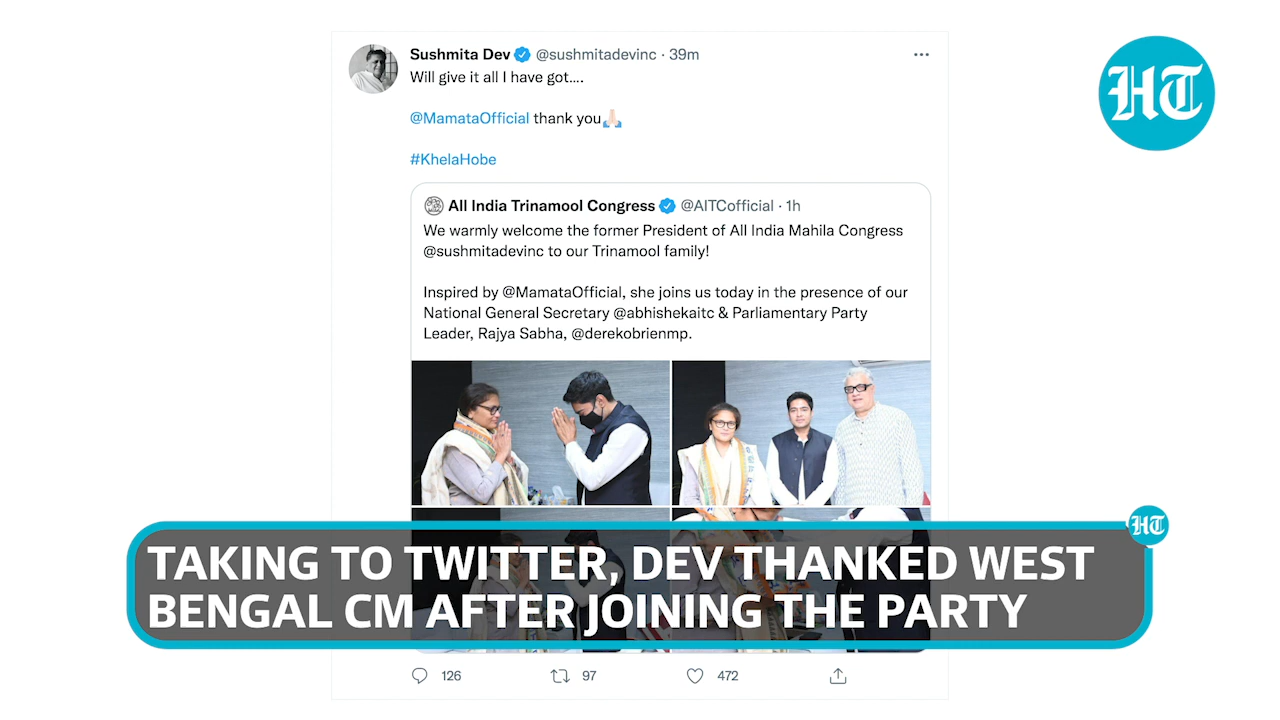 Sushmita Dev @sushmitadevinc · 39m
Will give it all I have got....
@MamataOfficial thank you🙏🏻
#KhelaHobe
All India Trinamool Congress @AITCofficial · 1h
We warmly welcome the former President of All India Mahila Congress
@sushmitadevinc to our Trinamool family!
Inspired by @MamataOfficial, she joins us today in the presence of our
National General Secretary @abhishekaitc & Parliamentary Party
Leader, Rajya Sabha, @derekobrienmp.
HT
HT
TAKING TO TWITTER, DEV THANKED WEST
BENGAL CM AFTER JOINING THE PARTY
126 97 472